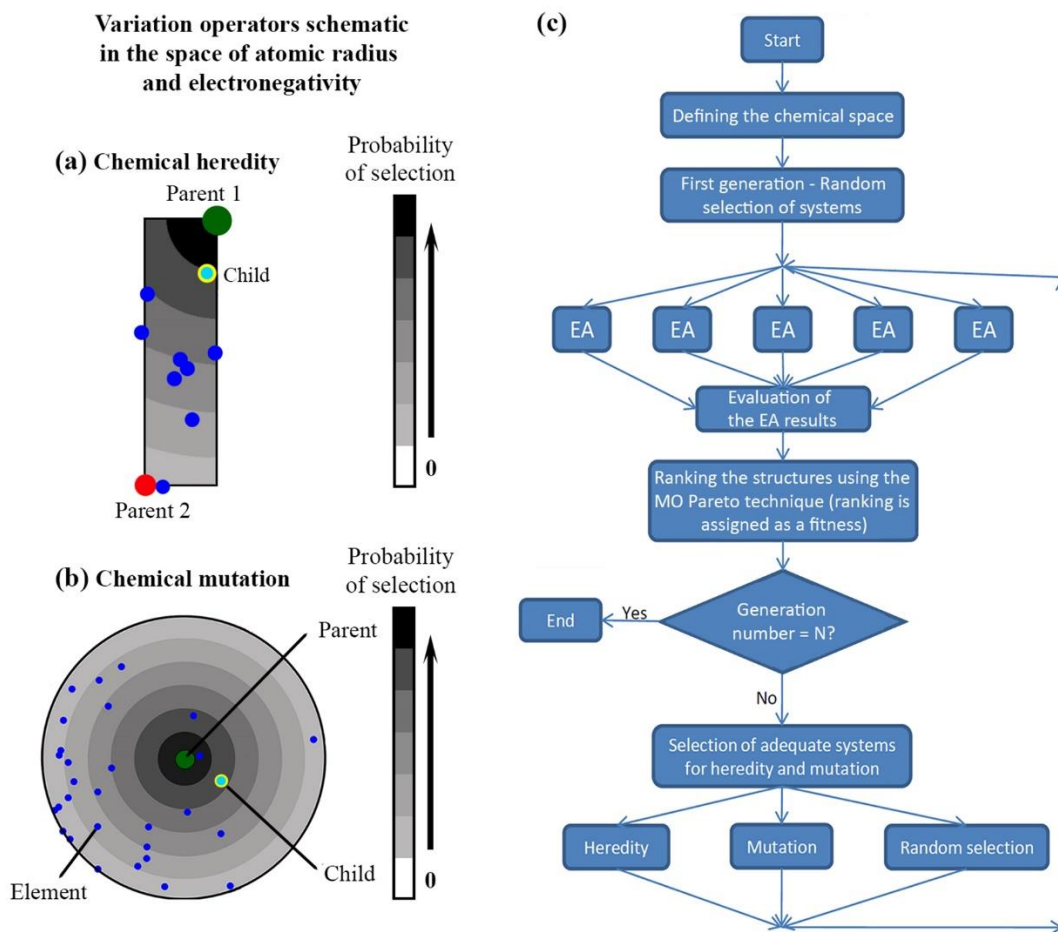 Variation operators schematic
in the space of atomic radius
and electronegativity
(a) Chemical heredity
Probability
of selection
Parent 1
Child
Parent 2
0
(b) Chemical mutation
Probability
of selection
Parent
Element
Child
0
(c)
Start
Defining the chemical space
First generation - Random
selection of systems
EA
EA
EA
EA
EA
Evaluation of
the EA results
Ranking the structures using the
MO Pareto technique (ranking is
assigned as a fitness)
Generation
number = N?
Yes
End
No
Selection of adequate systems
for heredity and mutation
Heredity
Mutation
Random selection